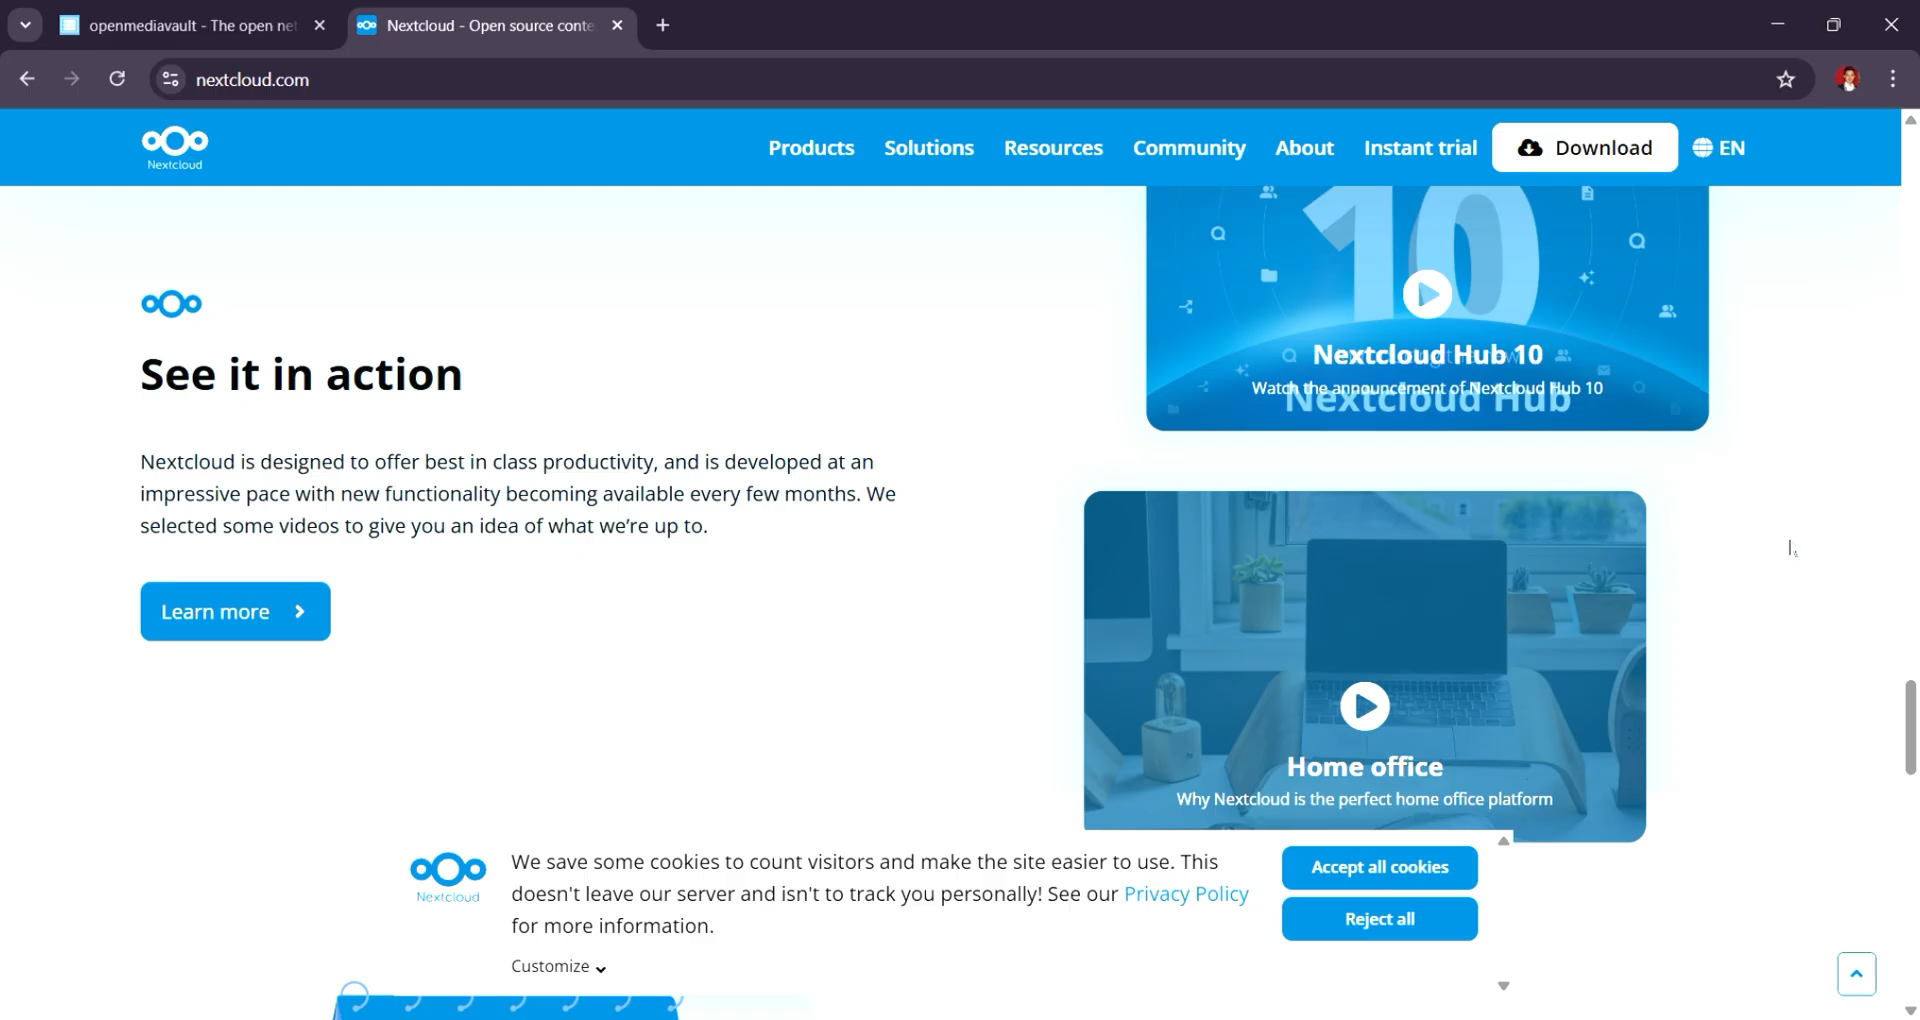 openmediavault - The open net
Nextcloud - Open source conte
nextcloud.com
Nextcloud
Products
Solutions
Resources
Community
About
Instant trial
Download
EN
10
Nextcloud Hub 10
Watch the announcement of Nextcloud Hub 10
Nextcloud Hub
See it in action
Nextcloud is designed to offer best in class productivity, and is developed at an
impressive pace with new functionality becoming available every few months. We
selected some videos to give you an idea of what we're up to.
Learn more
Home office
Why Nextcloud is the perfect home office platform
Nextcloud
We save some cookies to count visitors and make the site easier to use. This
doesn't leave our server and isn't to track you personally! See our Privacy Policy
for more information.
Customize
Accept all cookies
Reject all